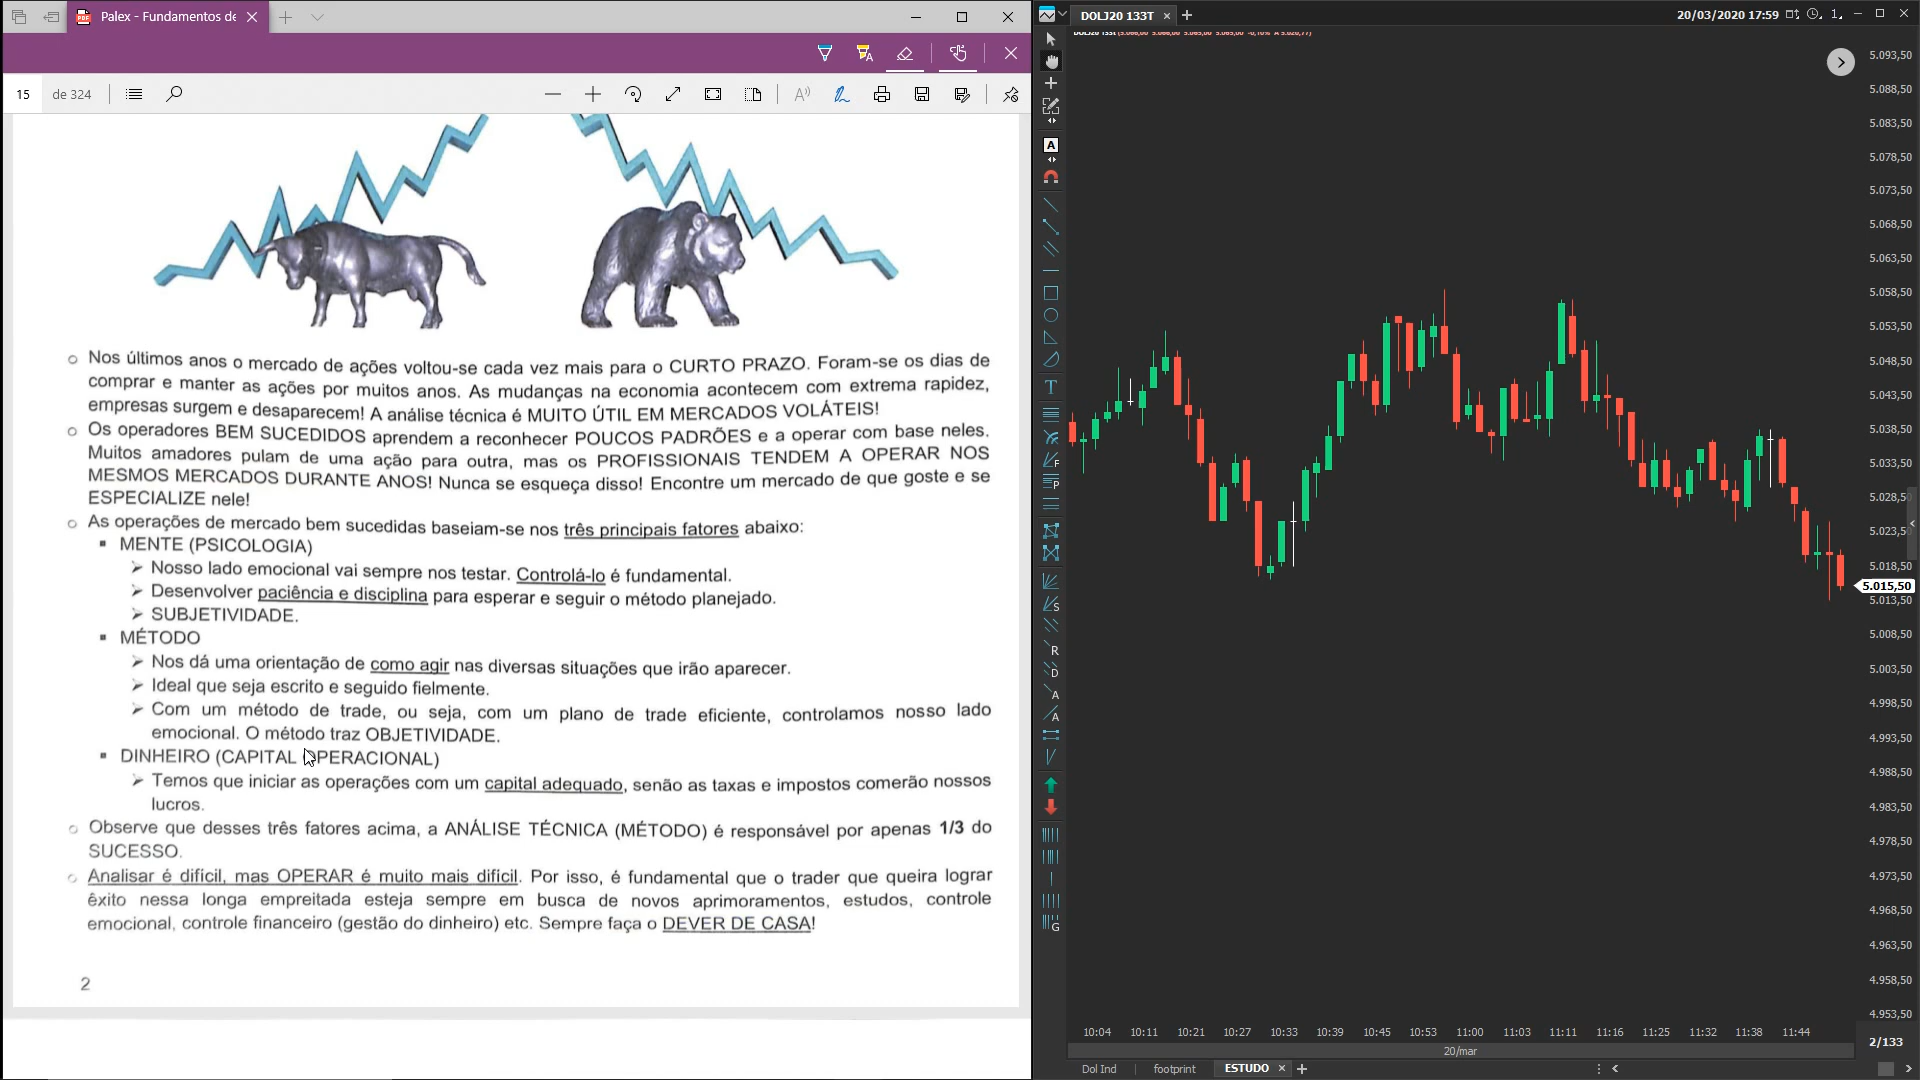 Palex - Fundamentos de
15 de 324
Nos últimos anos o mercado de ações voltou-se cada vez mais para o CURTO PRAZO. Foram-se os dias de
comprar e manter as ações por muitos anos. As mudanças na economia acontecem com extrema rapidez,
empresas surgem e desaparecem! A análise técnica é MUITO ÚTIL EM MERCADOS VOLÁTEIS!
Os operadores BEM SUCEDIDOS aprendem a reconhecer POUCOS PADRÕES e a operar com base neles.
Muitos amadores pulam de uma ação para outra, mas os PROFISSIONAIS TENDEM A OPERAR NOS
MESMOS MERCADOS DURANTE ANOS! Nunca se esqueça disso! Encontre um mercado de que goste e se
ESPECIALIZE nele!
As operações de mercado bem sucedidas baseiam-se nos três principais fatores abaixo:
MENTE (PSICOLOGIA)
Nosso lado emocional vai sempre nos testar. Controlá-lo é fundamental.
Desenvolver paciência e disciplina para esperar e seguir o método planejado.
SUBJETIVIDADE.
MÉTODO
Nos dá uma orientação de como agir nas diversas situações que irão aparecer.
Ideal que seja escrito e seguido fielmente.
Com um método de trade, ou seja, com um plano de trade eficiente, controlamos nosso lado
emocional. O método traz OBJETIVIDADE.
DINHEIRO (CAPITAL OPERACIONAL)
Temos que iniciar as operações com um capital adequado, senão as taxas e impostos comerão nossos
lucros.
Observe que desses três fatores acima, a ANÁLISE TÉCNICA (MÉTODO) é responsável por apenas 1/3 do
SUCESSO.
Analisar é difícil, mas OPERAR é muito mais difícil. Por isso, é fundamental que o trader que queira lograr
êxito nessa longa empreitada esteja sempre em busca de novos aprimoramentos, estudos, controle
emocional, controle financeiro (gestão do dinheiro) etc. Sempre faça o DEVER DE CASA!
2
DOLJ20 133T
20/03/2020 17:59
5.093,50
5.088,50
5.083,50
5.078,50
5.073,50
5.068,50
5.063,50
5.058,50
5.053,50
5.048,50
5.043,50
5.038,50
5.033,50
5.028,50
5.023,50
5.018,50
5.015,50
5.013,50
5.008,50
5.003,50
4.998,50
4.993,50
4.988,50
4.983,50
4.978,50
4.973,50
4.968,50
4.963,50
4.958,50
4.953,50
10:04 10:11 10:21 10:27 10:33 10:39 10:45 10:53 11:00 11:03 11:11 11:16 11:25 11:32 11:38 11:44
2/133
20/mar
Dol Ind footprint ESTUDO